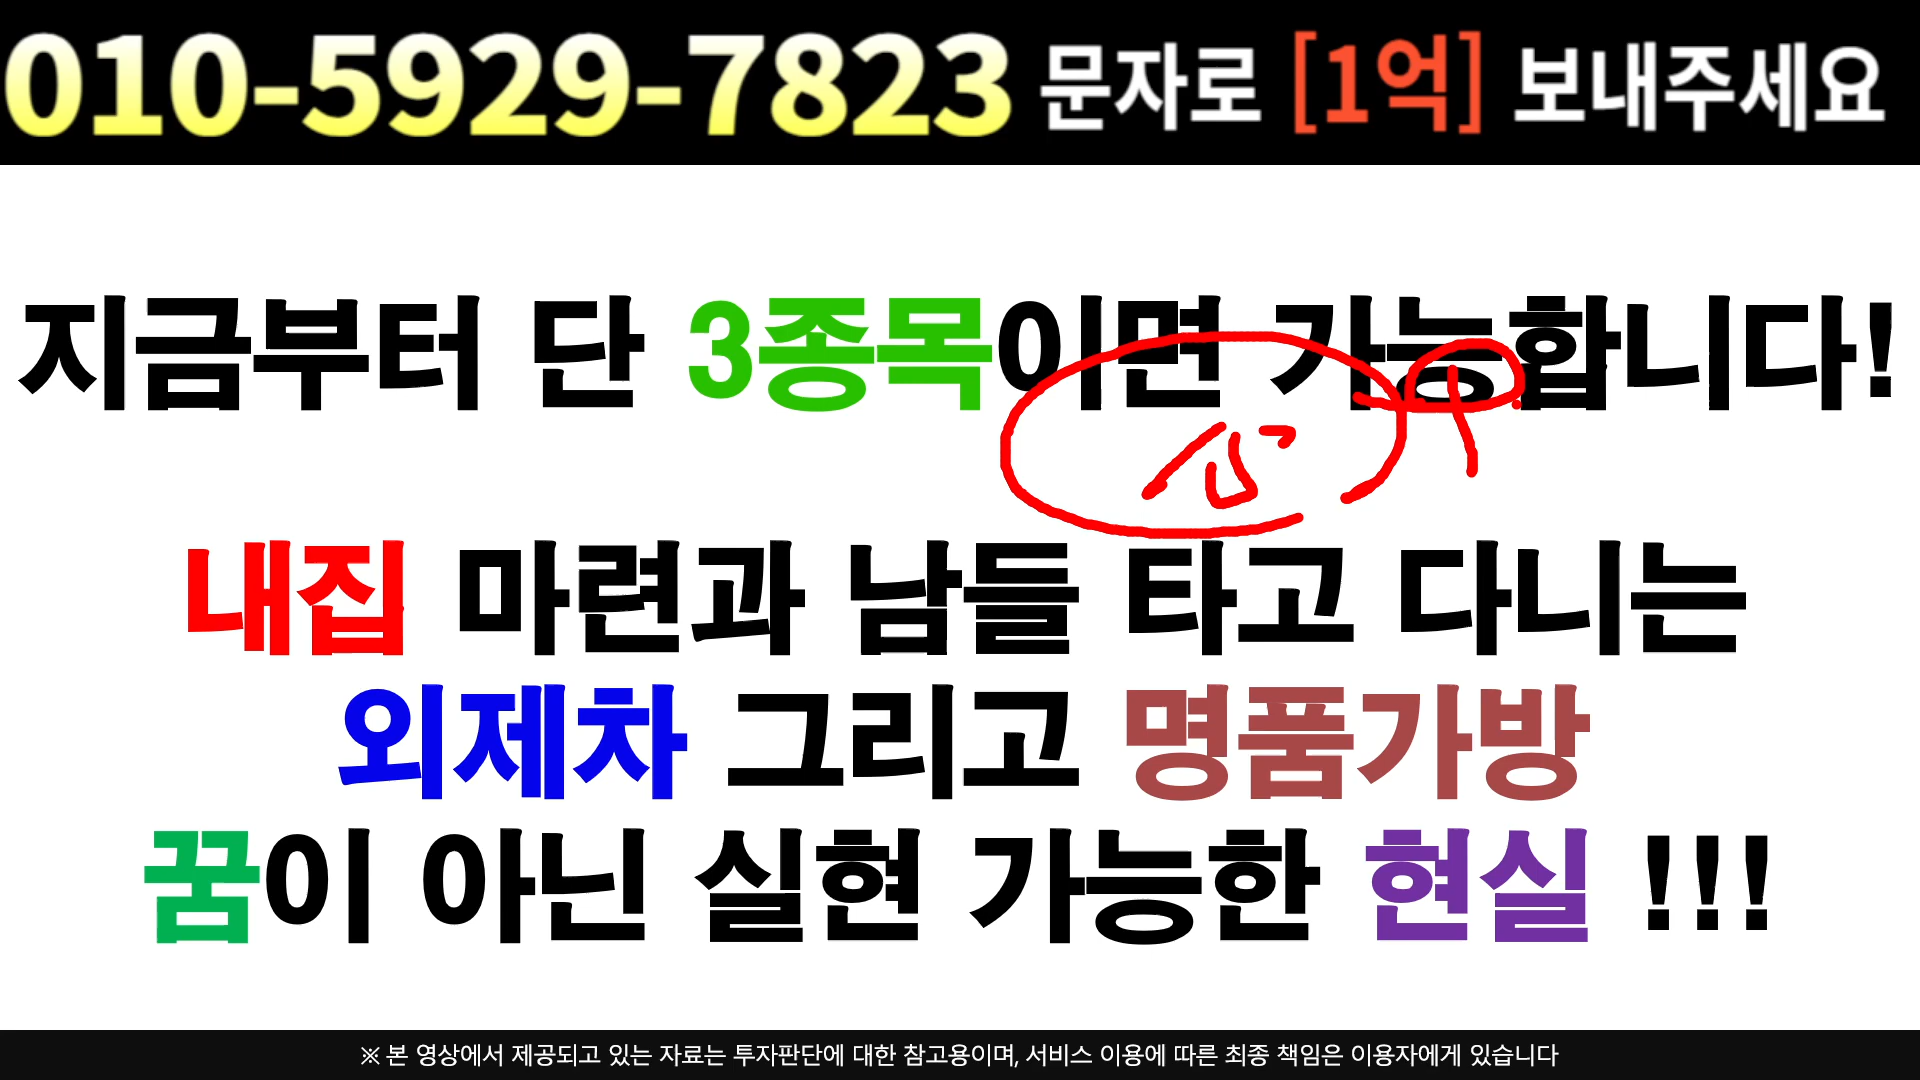 010-5929-7823 문자로 [1억] 보내주세요
지금부터 단 3종목이면 가능합니다!
내집 마련과 남들 타고 다니는
외제차 그리고 명품가방
꿈이 아닌 실현 가능한 현실 !!!
※ 본 영상에서 제공되고 있는 자료는 투자판단에 대한 참고용이며, 서비스 이용에 따른 최종 책임은 이용자에게 있습니다